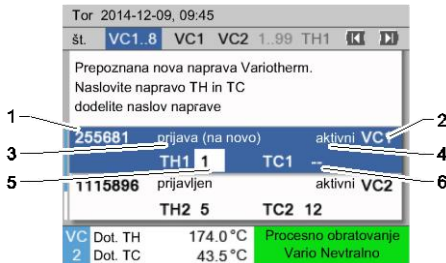 Tor 2014-12-09, 09:45
št. VC1..8 VC1 VC2 1..99 TH1
Prepoznana nova naprava Variotherm.
Naslovite napravo TH in TC
dodelite naslov naprave
1 2
255681 prijava (na novo) aktivni VC1
3 4
TH1 1 TC1 --
5 6
1115896 prijavljen aktivni VC2
TH2 5 TC2 12
VC Dot. TH 174.0 °C Procesno obratovanje
2 Dot. TC 43.5 °C Vario Nevtralno